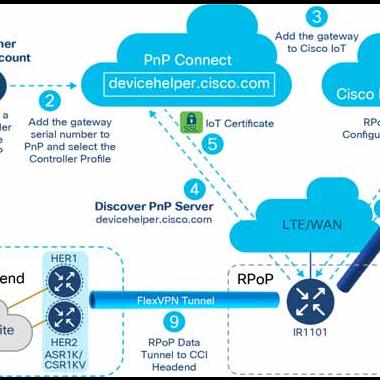 ner
count
3
Add the gateway
to Cisco IoT
PnP Connect
devicehelper.cisco.com
Cisco I
2
Add the gateway
serial number to
PnP and select the
Controller Profile
a
der
e
P
SSL
IoT Certificate
5
RPo
Configu
4
Discover PnP Server
devicehelper.cisco.com
LTE/WAN
end
HER1
RPoP
FlexVPN Tunnel
ite
HER2
ASR1K/
CSR1KV
9
RPoP Data
Tunnel to CCI
Headend
IR1101